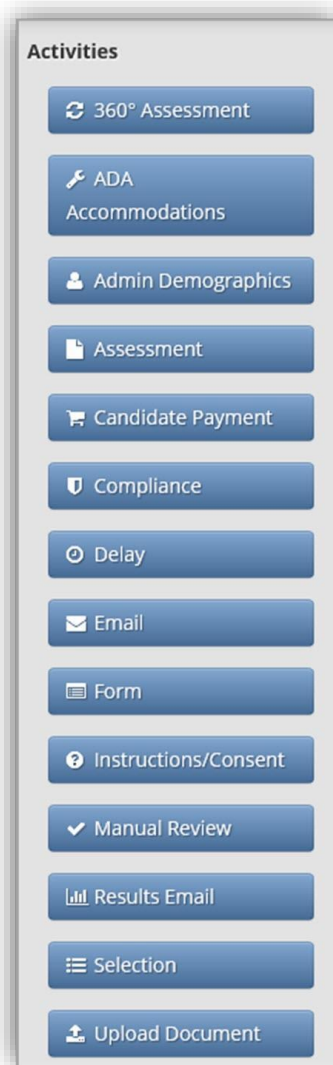 Activities
360° Assessment
ADA
Accommodations
Admin Demographics
Assessment
Candidate Payment
Compliance
Delay
Email
Form
Instructions/Consent
Manual Review
Results Email
Selection
Upload Document